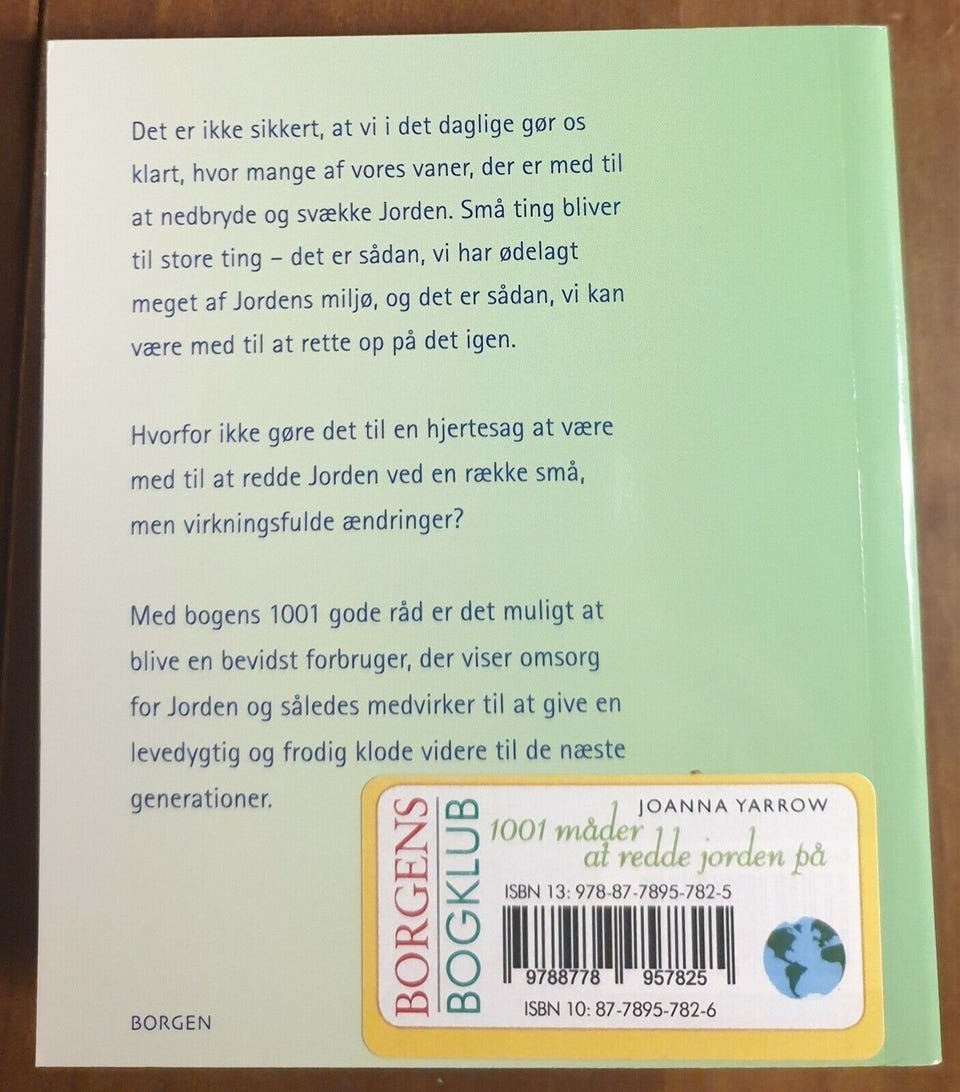 Det er ikke sikkert, at vi i det daglige gør os
klart, hvor mange af vores vaner, der er med til
at nedbryde og svække Jorden. Små ting bliver
til store ting – det er sådan, vi har ødelagt
meget af Jordens miljø, og det er sådan, vi kan
være med til at rette op på det igen.
Hvorfor ikke gøre det til en hjertesag at være
med til at redde Jorden ved en række små,
men virkningsfulde ændringer?
Med bogens 1001 gode råd er det muligt at
blive en bevidst forbruger, der viser omsorg
for Jorden og således medvirker til at give en
levedygtig og frodig klode videre til de næste
generationer.
BORGENS
BOGKLUB
JOANNA YARROW
1001 måder
at redde jorden på
ISBN 13: 978-87-7895-782-5
9788778 957825
ISBN 10: 87-7895-782-6
BORGEN